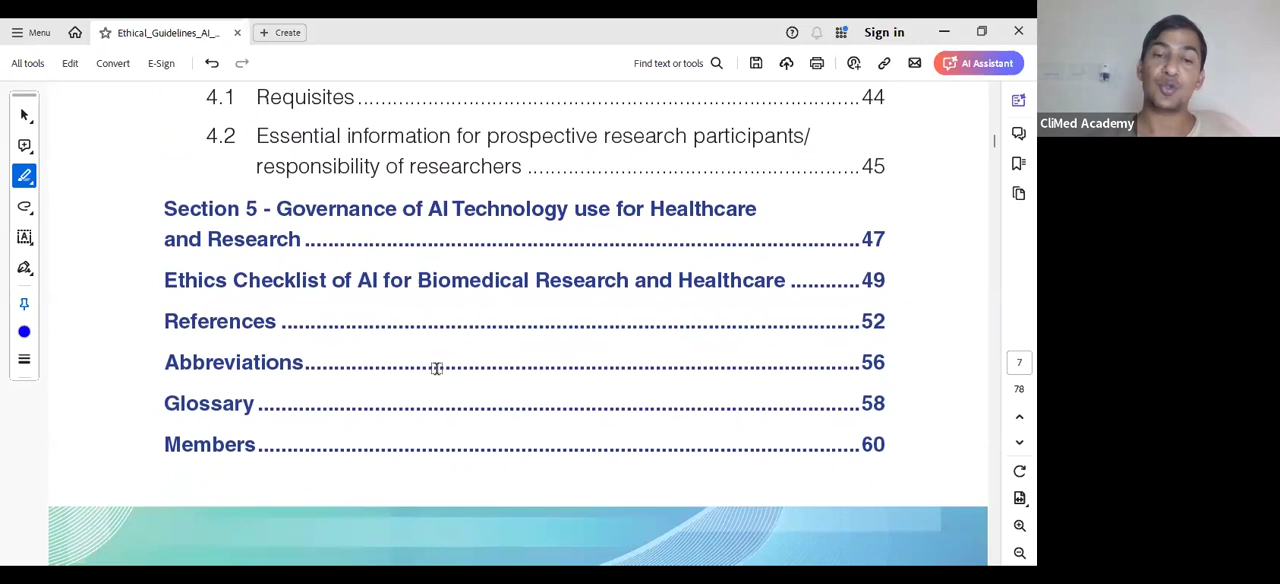 Menu
Ethical_Guidelines_AI_...
Create
Sign in
All tools
Edit
Convert
E-Sign
Find text or tools
AI Assistant
4.1 Requisites ........ 44
4.2 Essential information for prospective research participants/
responsibility of researchers ........ 45
Section 5 - Governance of AI Technology use for Healthcare
and Research ........ 47
Ethics Checklist of AI for Biomedical Research and Healthcare ........ 49
References ........ 52
Abbreviations ........ 56
Glossary ........ 58
Members ........ 60
7
78
CliMed Academy